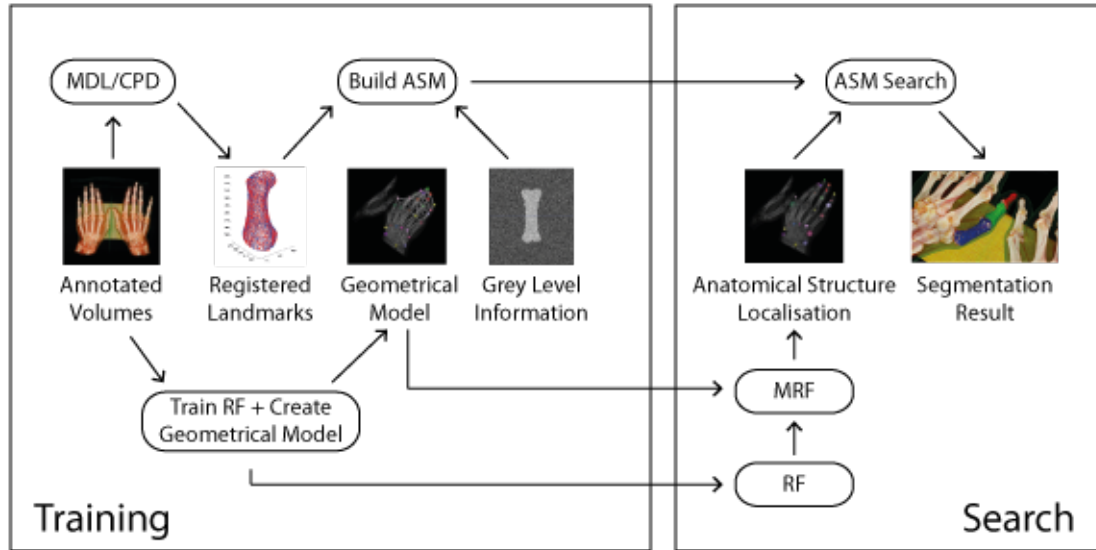 MDL/CPD
Build ASM
ASM Search
Annotated
Volumes
Registered
Landmarks
Geometrical
Model
Grey Level
Information
Anatomical Structure
Localisation
Segmentation
Result
Train RF + Create
Geometrical Model
MRF
RF
Training
Search